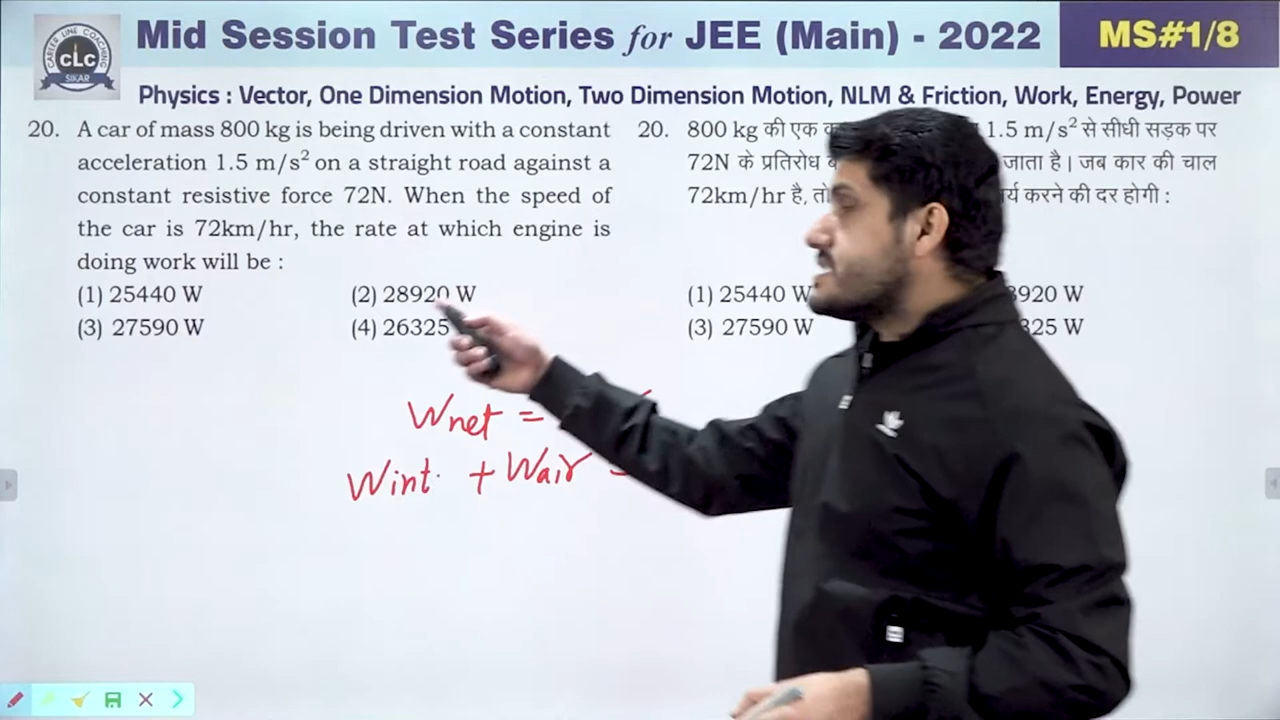 Mid Session Test Series for JEE (Main) - 2022
MS#1/8
CAREER LINE COACHING
CLC
SIKAR
Physics : Vector, One Dimension Motion, Two Dimension Motion, NLM & Friction, Work, Energy, Power
20. A car of mass 800 kg is being driven with a constant
acceleration 1.5 m/s² on a straight road against a
constant resistive force 72N. When the speed of
the car is 72km/hr, the rate at which engine is
doing work will be :
(1) 25440 W (2) 28920 W
(3) 27590 W (4) 26325
20. 800 kg की एक 1.5 m/s² से सीधी सड़क पर
72N के प्रतिरोध जाता है। जब कार की चाल
72km/hr है, करने की दर होगी :
(1) 25440 W 3920 W
(3) 27590 W 325 W
Wnet =
Wint. + Wair =